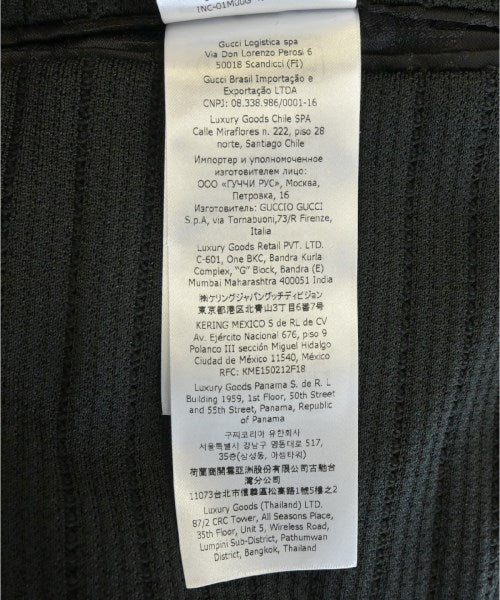 Gucci Logistica spa
Via Don Lorenzo Perosi 6
50018 Scandicci (FI)
Gucci Brasil Importação e
Exportação LTDA
CNPJ: 08.338.986/0001-16
Luxury Goods Chile SPA
Calle Miraflores n. 222, piso 28
norte, Santiago Chile
Импортер и уполномоченное
изготовителем лицо:
ООО «ГУЧЧИ РУС», Москва,
Петровка, 16
Изготовитель: GUCCIO GUCCI
S.p.A, via Tornabuoni,73/R Firenze,
Italia
Luxury Goods Retail PVT. LTD.
C-601, One BKC, Bandra Kurla
Complex, "G" Block, Bandra (E)
Mumbai Maharashtra 400051 India
㈱ケリングジャパングッチディビジョン
東京都港区北青山3丁目6番7号
KERING MEXICO S de RL de CV
Av. Ejército Nacional 676, piso 9
Polanco III sección Miguel Hidalgo
Ciudad de México 11540, México
RFC: KME150212F18
Luxury Goods Panama S. de R. L
Building 1959, 1st Floor, 50th Street
and 55th Street, Panama, Republic
of Panama
구찌코리아 유한회사
서울특별시 강남구 영동대로 517,
35층(삼성동, 아셈타워)
荷蘭商開雲亞洲股份有限公司古馳台
灣分公司
11073台北市信義區松高路1號5樓之2
Luxury Goods (Thailand) LTD.
87/2 CRC Tower, All Seasons Place,
35th Floor, Unit 5, Wireless Road,
Lumpini Sub-District, Pathumwan
District, Bangkok, Thailand